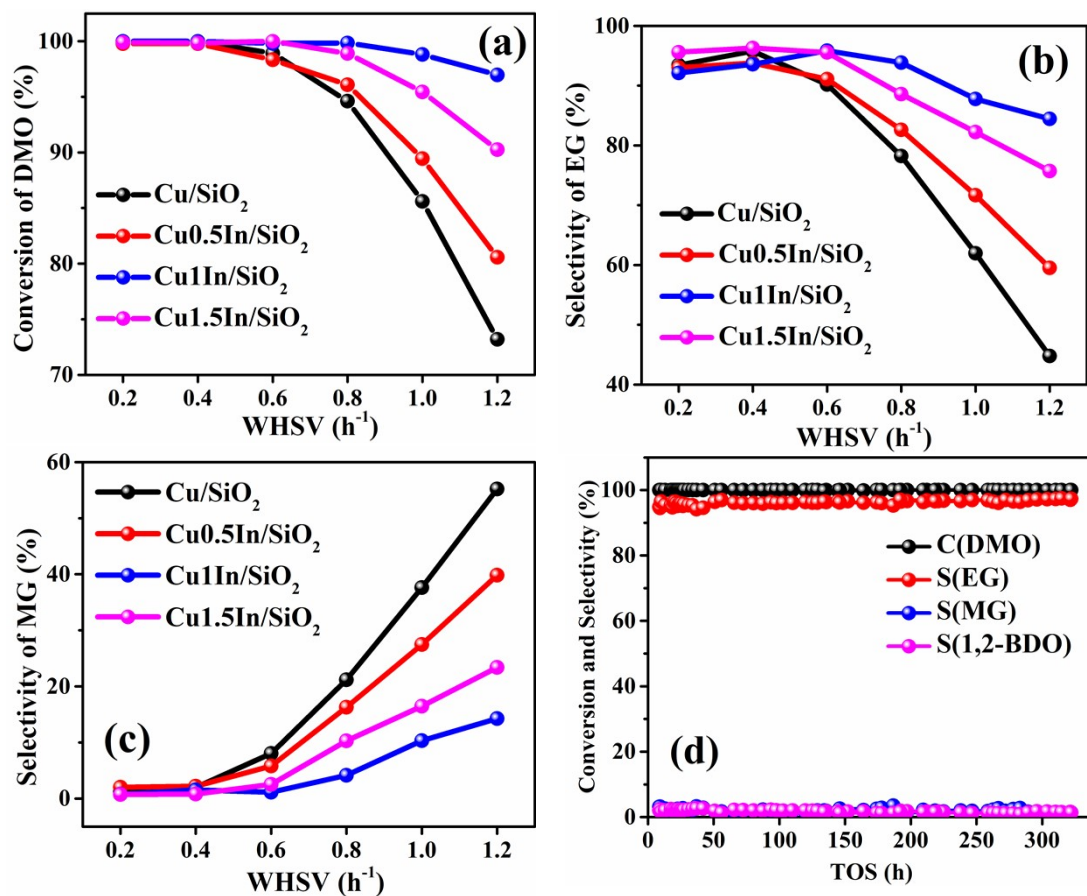 (a)
Conversion of DMO (%)
100
90
80
70
Cu/SiO₂
Cu0.5In/SiO₂
Cu1In/SiO₂
Cu1.5In/SiO₂
0.2 0.4 0.6 0.8 1.0 1.2
WHSV (h⁻¹)
(b)
Selectivity of EG (%)
100
80
60
40
Cu/SiO₂
Cu0.5In/SiO₂
Cu1In/SiO₂
Cu1.5In/SiO₂
0.2 0.4 0.6 0.8 1.0 1.2
WHSV (h⁻¹)
(c)
Selectivity of MG (%)
60
40
20
0
Cu/SiO₂
Cu0.5In/SiO₂
Cu1In/SiO₂
Cu1.5In/SiO₂
0.2 0.4 0.6 0.8 1.0 1.2
WHSV (h⁻¹)
(d)
Conversion and Selectivity (%)
100
80
60
40
20
0
C(DMO)
S(EG)
S(MG)
S(1,2-BDO)
0 50 100 150 200 250 300
TOS (h)